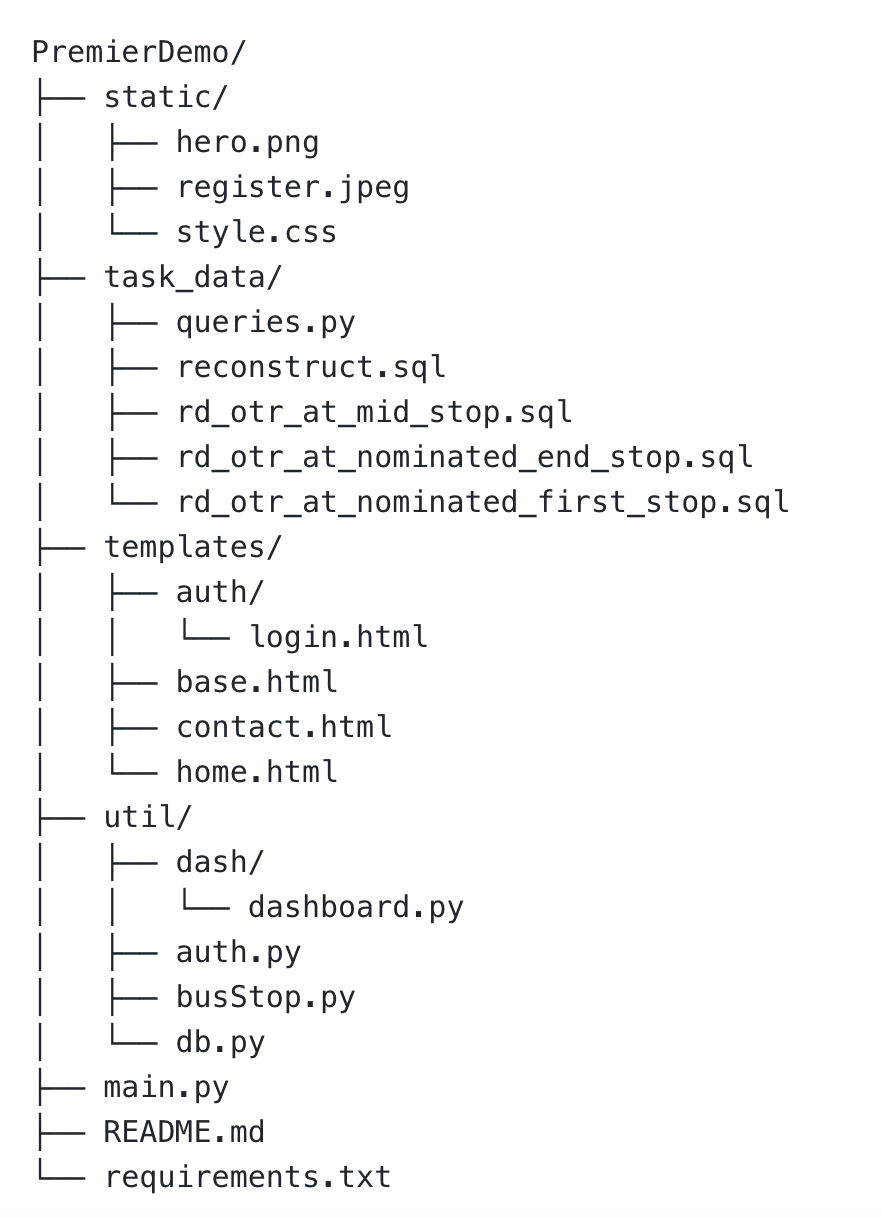 PremierDemo/
├── static/
│   ├── hero.png
│   ├── register.jpeg
│   └── style.css
├── task_data/
│   ├── queries.py
│   ├── reconstruct.sql
│   ├── rd_otr_at_mid_stop.sql
│   ├── rd_otr_at_nominated_end_stop.sql
│   └── rd_otr_at_nominated_first_stop.sql
├── templates/
│   ├── auth/
│   │   └── login.html
│   ├── base.html
│   ├── contact.html
│   └── home.html
├── util/
│   ├── dash/
│   │   └── dashboard.py
│   ├── auth.py
│   ├── busStop.py
│   └── db.py
├── main.py
├── README.md
└── requirements.txt